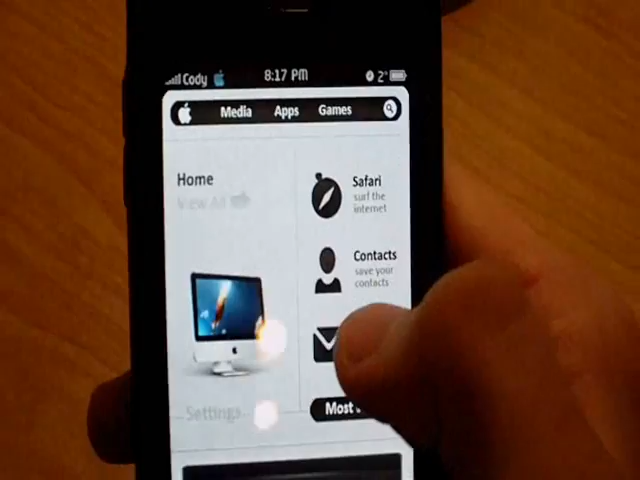 Cody 8:17 PM 2°
Media Apps Games
Home
View All
Safari
surf the
internet
Contacts
save your
contacts
Settings
Most